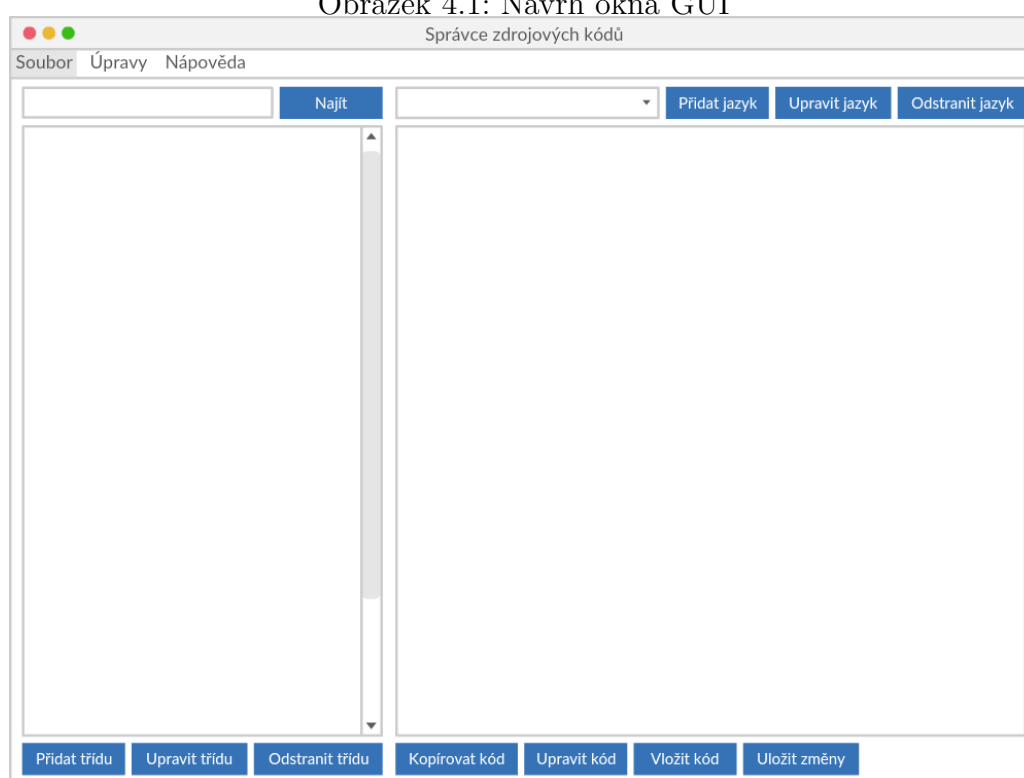 Obrázek 4.1: Návrh okna GUI
Správce zdrojových kódů
Soubor Úpravy Nápověda
Najít Přidat jazyk Upravit jazyk Odstranit jazyk
Přidat třídu Upravit třídu Odstranit třídu Kopírovat kód Upravit kód Vložit kód Uložit změny